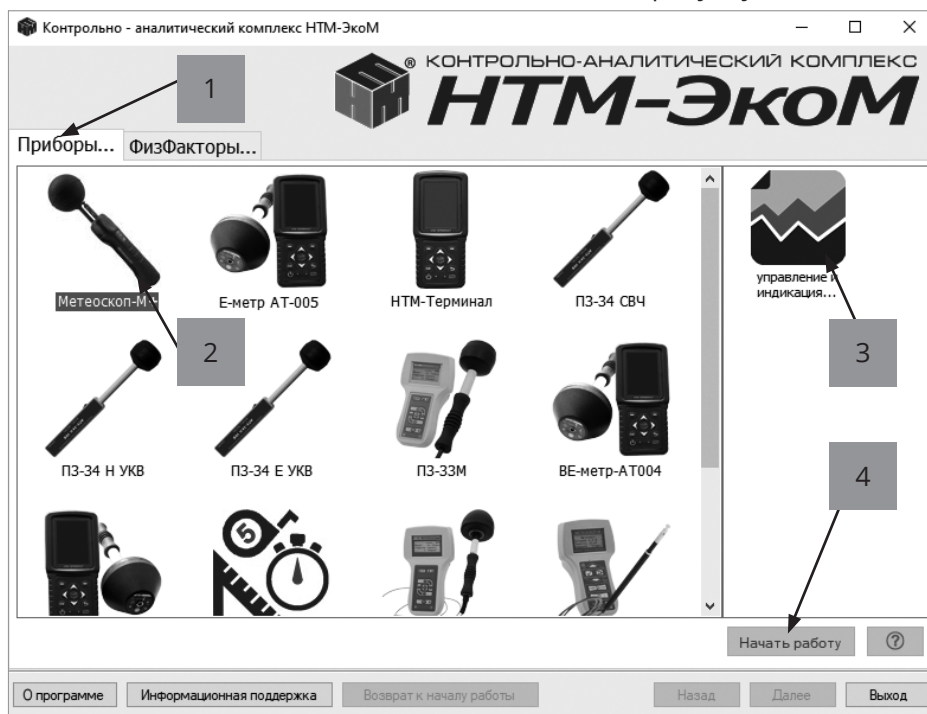 Контрольно - аналитический комплекс НТМ-ЭкоМ
® КОНТРОЛЬНО-АНАЛИТИЧЕСКИЙ КОМПЛЕКС
НТМ-ЭкоМ
1
Приборы... ФизФакторы...
Метеоскоп-М Е-метр АТ-005 НТМ-Терминал П3-34 СВЧ
управление и
индикация...
2
3
П3-34 Н УКВ П3-34 Е УКВ П3-33М ВЕ-метр-АТ004
4
5
Начать работу ?
О программе Информационная поддержка Возврат к началу работы Назад Далее Выход